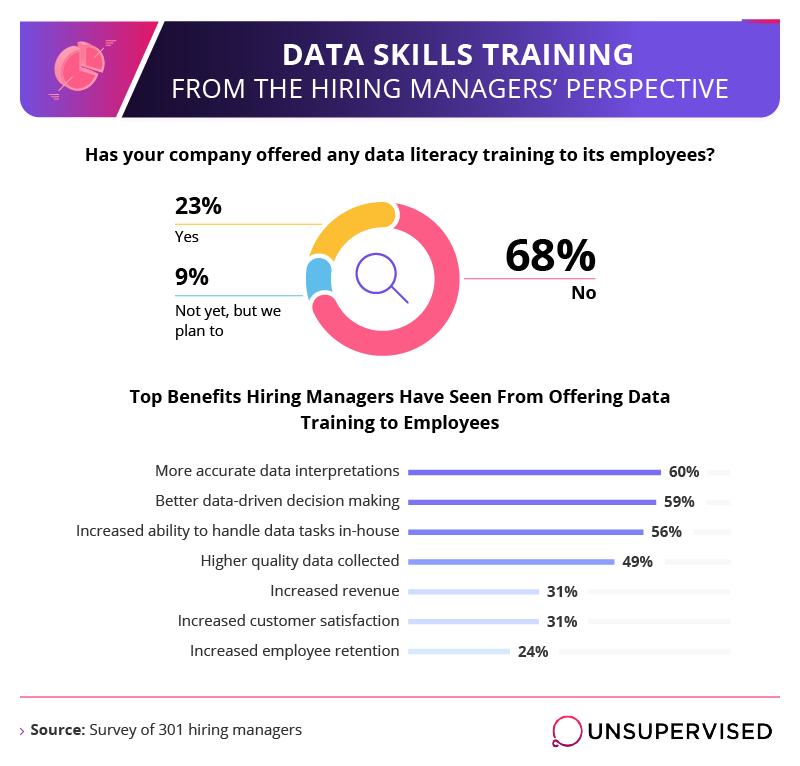 DATA SKILLS TRAINING
FROM THE HIRING MANAGERS’ PERSPECTIVE
Has your company offered any data literacy training to its employees?
23%
Yes
9%
Not yet, but we
plan to
68%
No
Top Benefits Hiring Managers Have Seen From Offering Data
Training to Employees
More accurate data interpretations 60%
Better data-driven decision making 59%
Increased ability to handle data tasks in-house 56%
Higher quality data collected 49%
Increased revenue 31%
Increased customer satisfaction 31%
Increased employee retention 24%
Source: Survey of 301 hiring managers
UNSUPERVISED